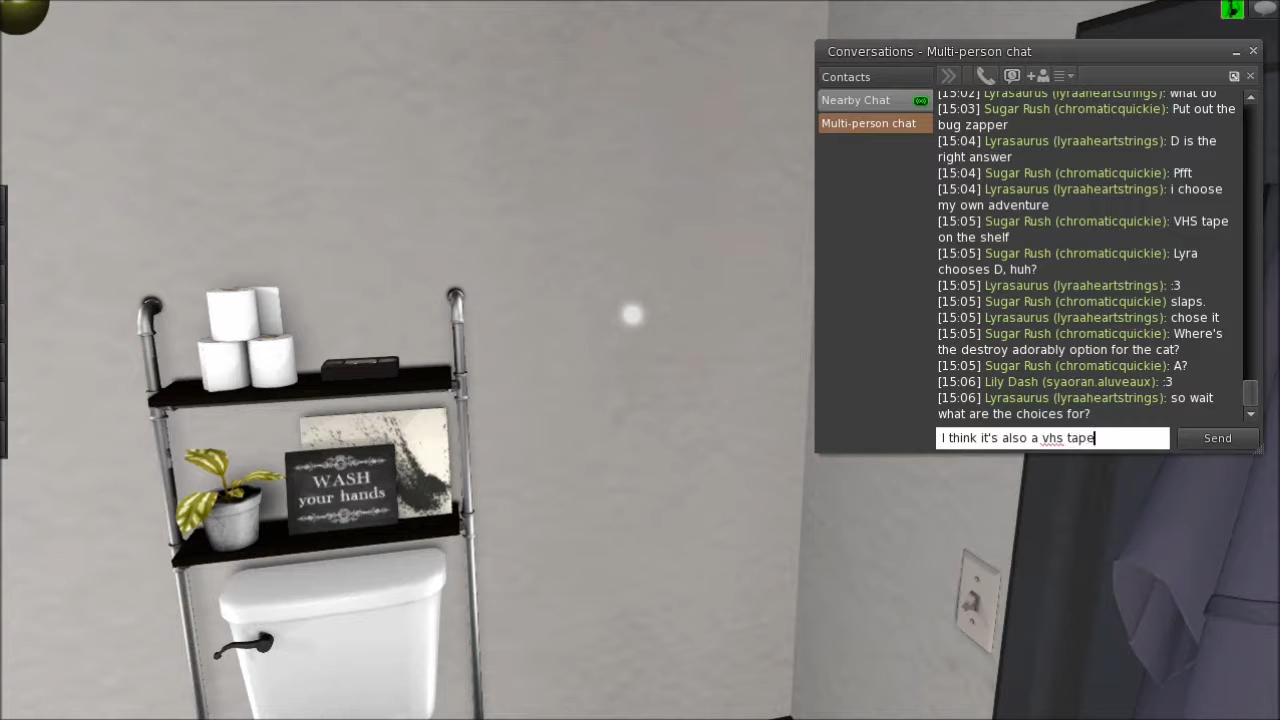 Conversations - Multi-person chat
Contacts
Nearby Chat
Multi-person chat
[15:02] Lyrasaurus (lyraaheartstrings): what do
[15:03] Sugar Rush (chromaticquickie): Put out the
bug zapper
[15:04] Lyrasaurus (lyraaheartstrings): D is the
right answer
[15:04] Sugar Rush (chromaticquickie): Pfft
[15:04] Lyrasaurus (lyraaheartstrings): i choose
my own adventure
[15:05] Sugar Rush (chromaticquickie): VHS tape
on the shelf
[15:05] Sugar Rush (chromaticquickie): Lyra
chooses D, huh?
[15:05] Lyrasaurus (lyraaheartstrings): :3
[15:05] Sugar Rush (chromaticquickie) slaps.
[15:05] Lyrasaurus (lyraaheartstrings): chose it
[15:05] Sugar Rush (chromaticquickie): Where's
the destroy adorably option for the cat?
[15:05] Sugar Rush (chromaticquickie): A?
[15:06] Lily Dash (syaoran.aluveaux): :3
[15:06] Lyrasaurus (lyraaheartstrings): so wait
what are the choices for?
I think it's also a vhs tape
Send
WASH
your hands